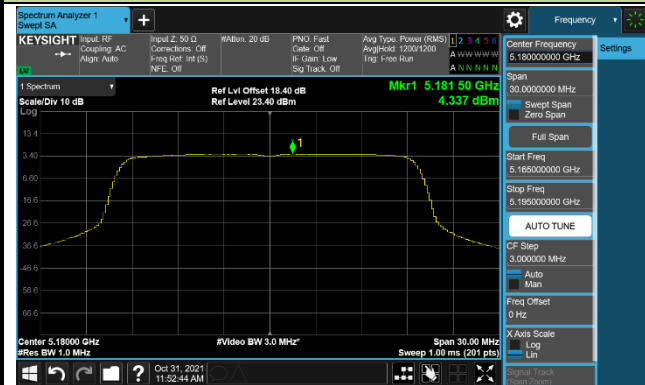 Spectrum Analyzer 1
Swept SA
+
Frequency
KEYSIGHT
Input: RF
Coupling: AC
Align: Auto
Input Z: 50 Ω
Corrections: Off
Freq Ref: Int (S)
NFE: Off
#Atten: 20 dB
PNO: Fast
Gate: Off
IF Gain: Low
Sig Track: Off
Avg Type: Power (RMS)
Avg|Hold: 1200/1200
Trig: Free Run
1 2 3 4 5 6
A W W W W W
A N N N N N
LXI
1 Spectrum
Scale/Div 10 dB
Log
Ref Lvl Offset 18.40 dB
Ref Level 23.40 dBm
Mkr1 5.181 50 GHz
4.337 dBm
13.4
3.40
-6.60
-16.6
-26.6
-36.6
-46.6
-56.6
-66.6
1
Center 5.18000 GHz
#Res BW 1.0 MHz
#Video BW 3.0 MHz*
Span 30.00 MHz
Sweep 1.00 ms (201 pts)
Center Frequency
5.180000000 GHz
Settings
Span
30.0000000 MHz
Swept Span
Zero Span
Full Span
Start Freq
5.165000000 GHz
Stop Freq
5.195000000 GHz
AUTO TUNE
CF Step
3.000000 MHz
Auto
Man
Freq Offset
0 Hz
X Axis Scale
Log
Lin
Signal Track
(Span Zoom)
?
Oct 31, 2021
11:52:44 AM